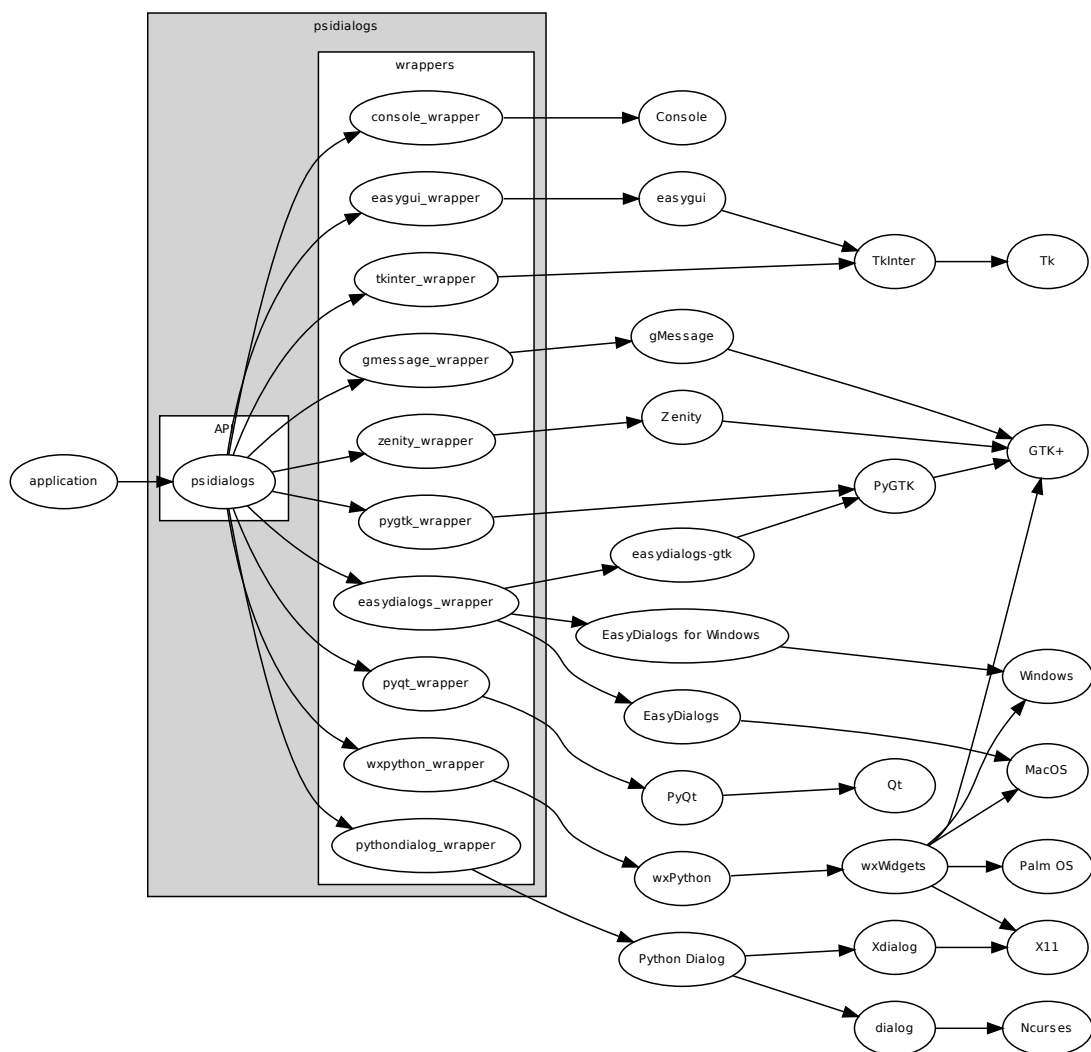 psidialogs
wrappers
console_wrapper
Console
easygui_wrapper
easygui
TkInter
Tk
tkinter_wrapper
gmessage_wrapper
gMessage
zenity_wrapper
Zenity
GTK+
API
application
psidialogs
PyGTK
pygtk_wrapper
easydialogs-gtk
easydialogs_wrapper
EasyDialogs for Windows
Windows
pyqt_wrapper
EasyDialogs
MacOS
wxpython_wrapper
PyQt
Qt
pythondialog_wrapper
wxPython
wxWidgets
Palm OS
Python Dialog
Xdialog
X11
dialog
Ncurses